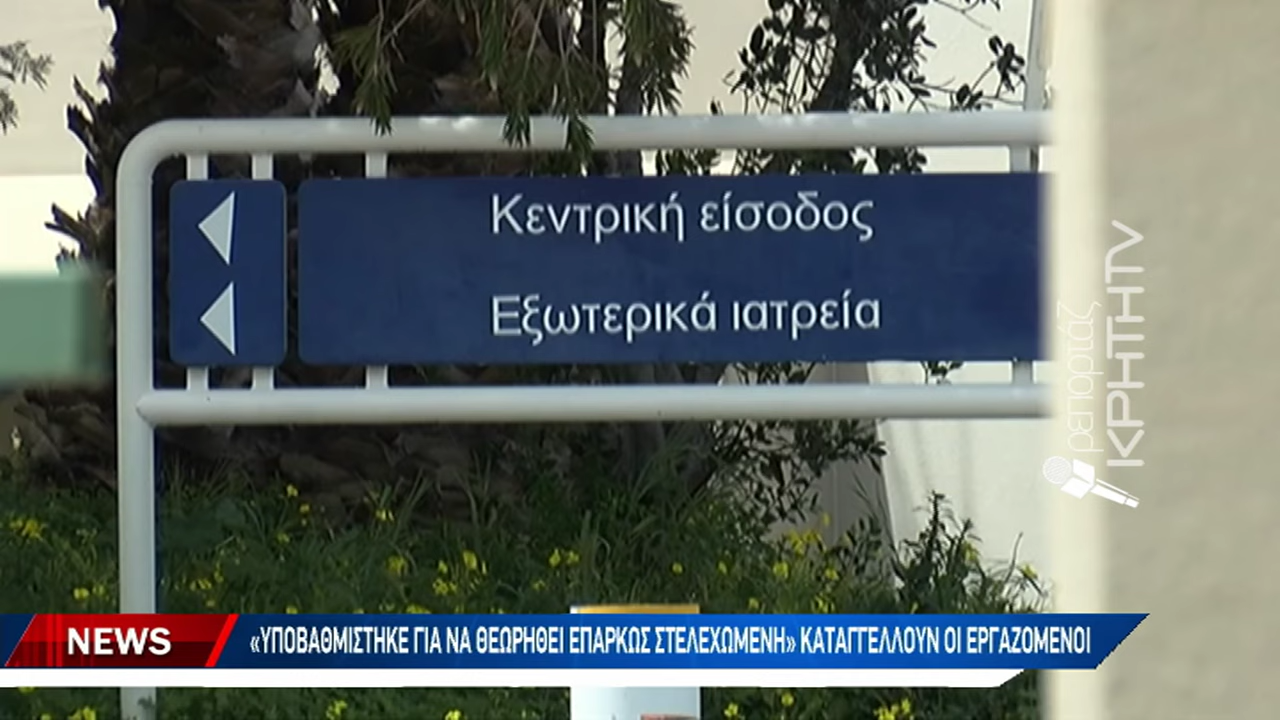 Κεντρική είσοδος
Εξωτερικά ιατρεία
ρεπορτάζ
ΚΡΗΤΗTV
NEWS
«ΥΠΟΒΑΘΜΙΣΤΗΚΕ ΓΙΑ ΝΑ ΘΕΩΡΗΘΕΙ ΕΠΑΡΚΩΣ ΣΤΕΛΕΧΩΜΕΝΗ» ΚΑΤΑΓΓΕΛΛΟΥΝ ΟΙ ΕΡΓΑΖΟΜΕΝΟΙ